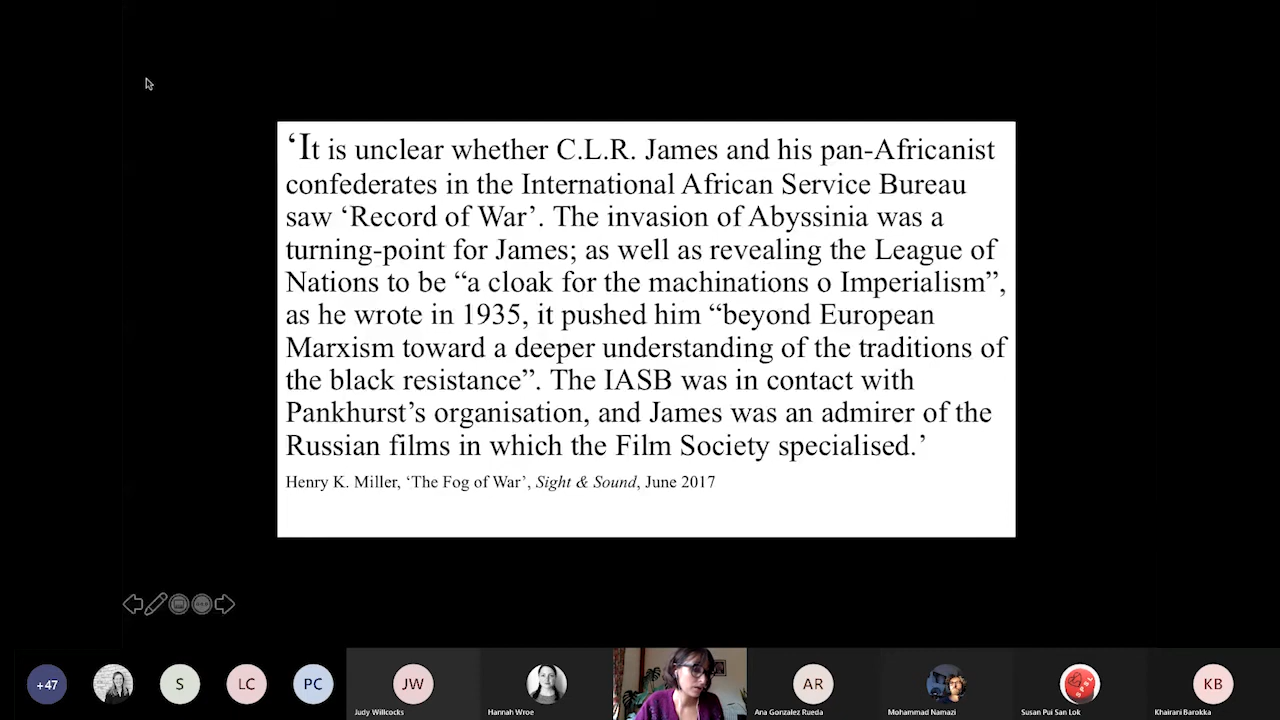 ‘It is unclear whether C.L.R. James and his pan-Africanist
confederates in the International African Service Bureau
saw ‘Record of War’. The invasion of Abyssinia was a
turning-point for James; as well as revealing the League of
Nations to be “a cloak for the machinations o Imperialism”,
as he wrote in 1935, it pushed him “beyond European
Marxism toward a deeper understanding of the traditions of
the black resistance”. The IASB was in contact with
Pankhurst’s organisation, and James was an admirer of the
Russian films in which the Film Society specialised.’
Henry K. Miller, ‘The Fog of War’, Sight & Sound, June 2017
+47
S
LC
PC
JW
AR
KB
Judy Willcocks
Hannah Wroe
Ana Gonzalez Rueda
Mohammad Namazi
Susan Pui San Lok
Khairani Barokka